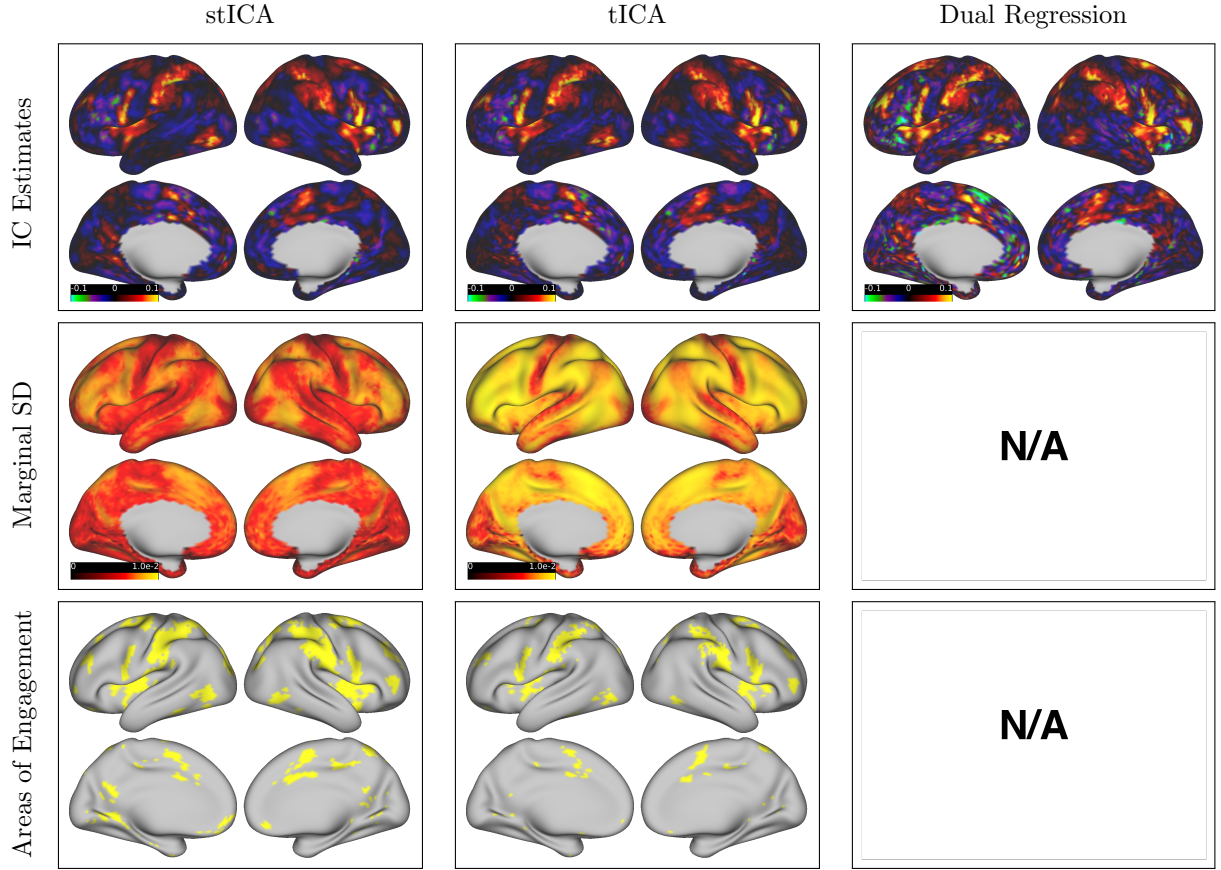 stICA tICA Dual Regression
IC Estimates
-0.1 0 0.1
-0.1 0 0.1
-0.1 0 0.1
Marginal SD
0 1.0e-2
0 1.0e-2
N/A
Areas of Engagement
N/A